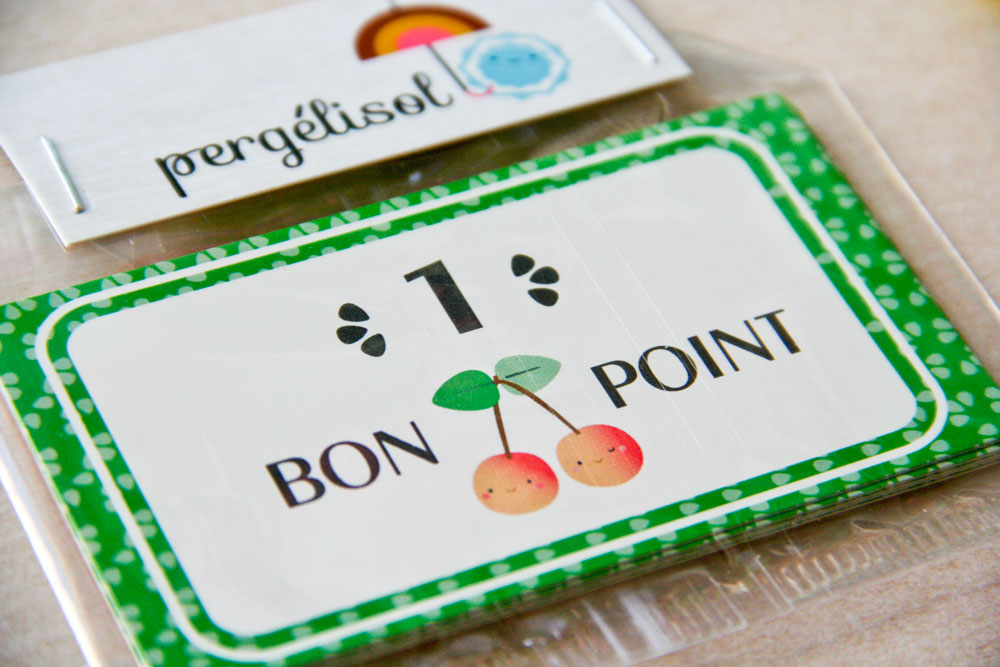 pergélisol
1
BON POINT